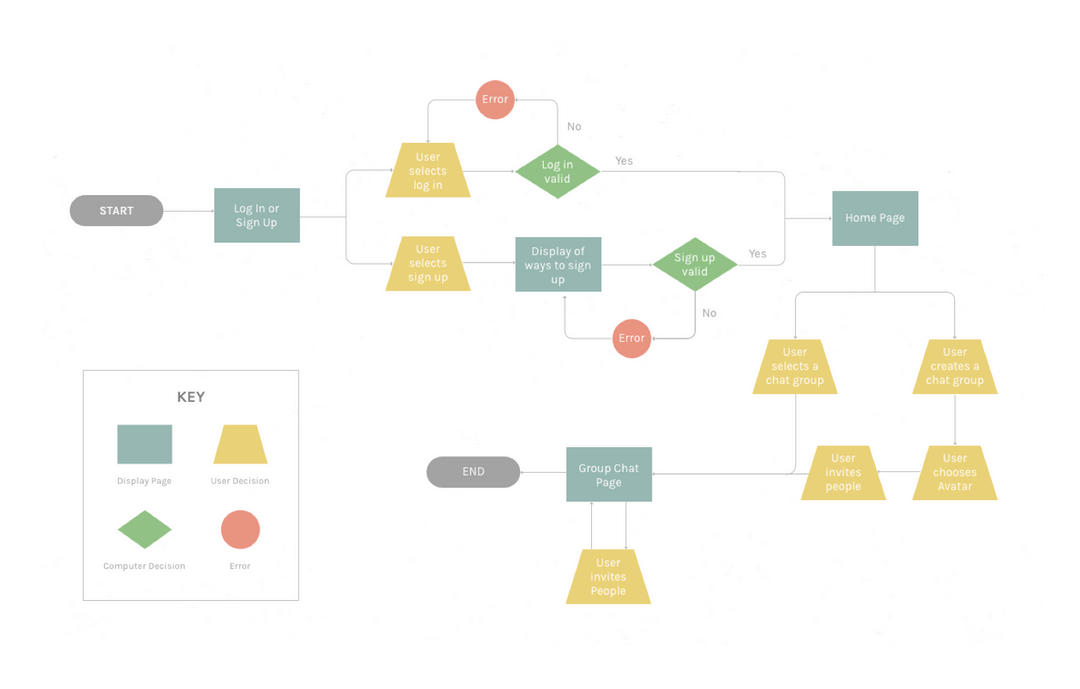 Error
No
User
selects
log in
Log in
valid
Yes
START
Log In or
Sign Up
Home Page
User
selects
sign up
Display of
ways to sign
up
Sign up
valid
Yes
No
Error
User
selects a
chat group
User
creates a
chat group
KEY
Display Page
User Decision
Computer Decision
Error
END
Group Chat
Page
User
invites
people
User
chooses
Avatar
User
invites
People